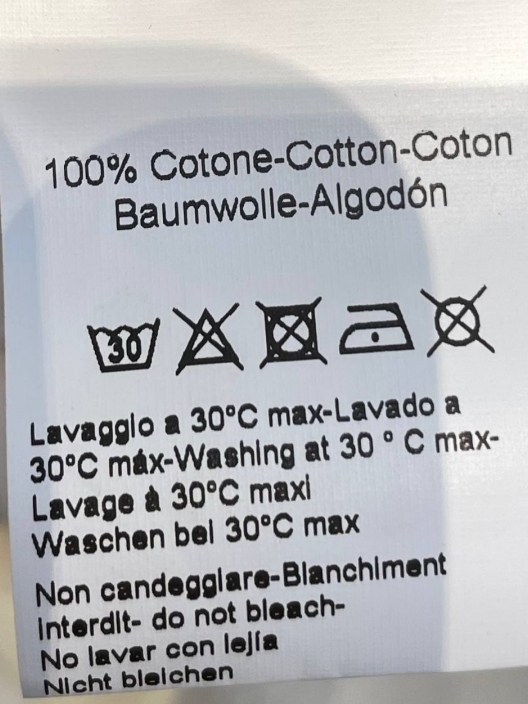 100% Cotone-Cotton-Coton
Baumwolle-Algodón
30
Lavaggio a 30°C max-Lavado a
30°C máx-Washing at 30 ° C max-
Lavage à 30°C maxi
Waschen bei 30°C max
Non candeggiare-Blanchiment
interdit- do not bleach-
No lavar con lejía
Nicht bleichen